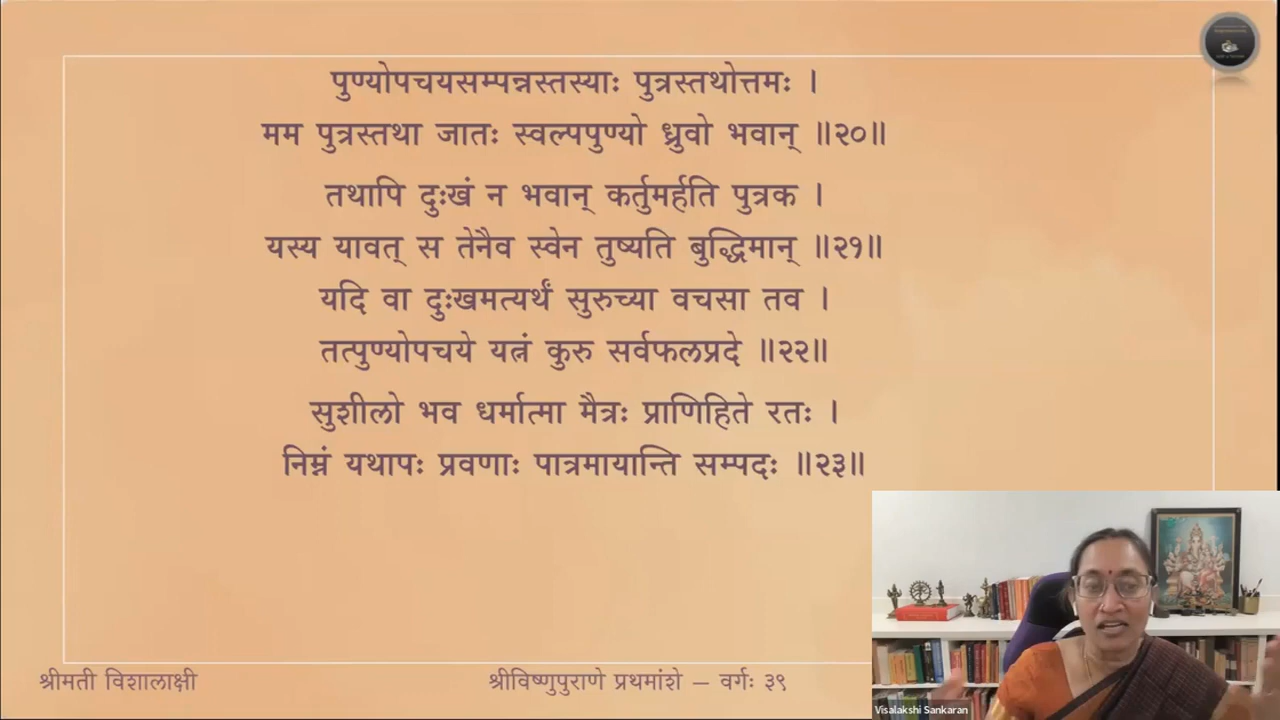 पुण्योपचयसम्पन्नस्तस्याः पुत्रस्तथोत्तमः ।
मम पुत्रस्तथा जातः स्वल्पपुण्यो ध्रुवो भवान् ॥२०॥
तथापि दुःखं न भवान् कर्तुमर्हति पुत्रक ।
यस्य यावत् स तेनैव स्वेन तुष्यति बुद्धिमान् ॥२१॥
यदि वा दुःखमत्यर्थं सुरुच्या वचसा तव ।
तत्पुण्योपचये यत्नं कुरु सर्वफलप्रदे ॥२२॥
सुशीलो भव धर्मात्मा मैत्रः प्राणिहिते रतः ।
निम्नं यथापः प्रवणाः पात्रमायान्ति सम्पदः ॥२३॥
श्रीमती विशालाक्षी
श्रीविष्णुपुराणे प्रथमांशे – वर्गः ३९
Visalakshi Sankaran